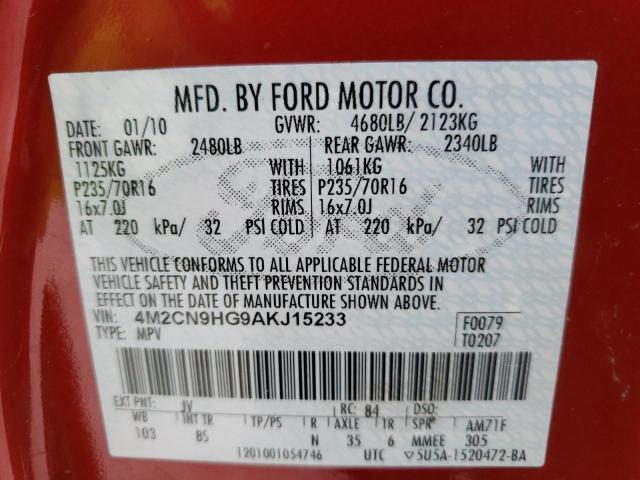 MFD. BY FORD MOTOR CO.
DATE: 01/10 GVWR: 4680LB/ 2123KG
FRONT GAWR: 2480LB REAR GAWR: 2340LB
1125KG WITH 1061KG WITH
P235/70R16 TIRES P235/70R16 TIRES
16x7.0J RIMS 16x7.0J RIMS
AT 220 kPa/ 32 PSI COLD AT 220 kPa/ 32 PSI COLD
THIS VEHICLE CONFORMS TO ALL APPLICABLE FEDERAL MOTOR
VEHICLE SAFETY AND THEFT PREVENTION STANDARDS IN
EFFECT ON THE DATE OF MANUFACTURE SHOWN ABOVE.
VIN: 4M2CN9HG9AKJ15233 F0079
TYPE: MPV T0207
EXT PNT: JV RC: 84 DSO:
WB INT TR TP/PS R AXLE TR SPR AM71F
103 BS N 35 6 MMEE 305
1201001054746 UTC 5U5A-1520472-BA
Ford